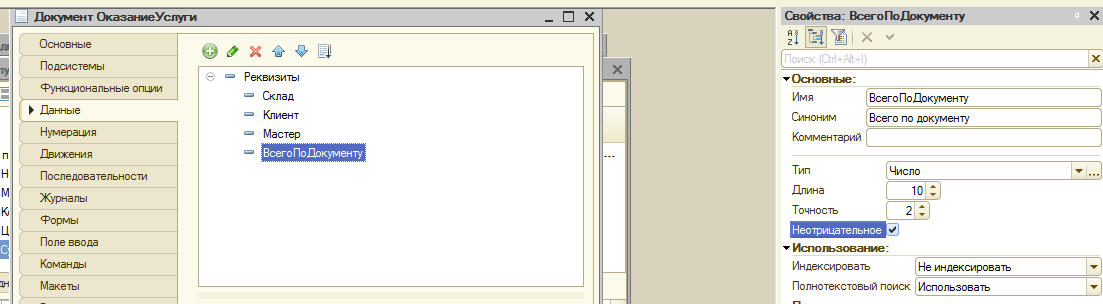 Документ ОказаниеУслуги
Основные
Подсистемы
Функциональные опции
Данные
Нумерация
Движения
Последовательности
Журналы
Формы
Поле ввода
Команды
Макеты
Реквизиты
Склад
Клиент
Мастер
ВсегоПоДокументу
...
Свойства: ВсегоПоДокументу
Поиск (Ctrl+Alt+I)
Основные:
Имя ВсегоПоДокументу
Синоним Всего по документу
Комментарий
Тип Число ...
Длина 10
Точность 2
Неотрицательное
Использование:
Индексировать Не индексировать
Полнотекстовый поиск Использовать